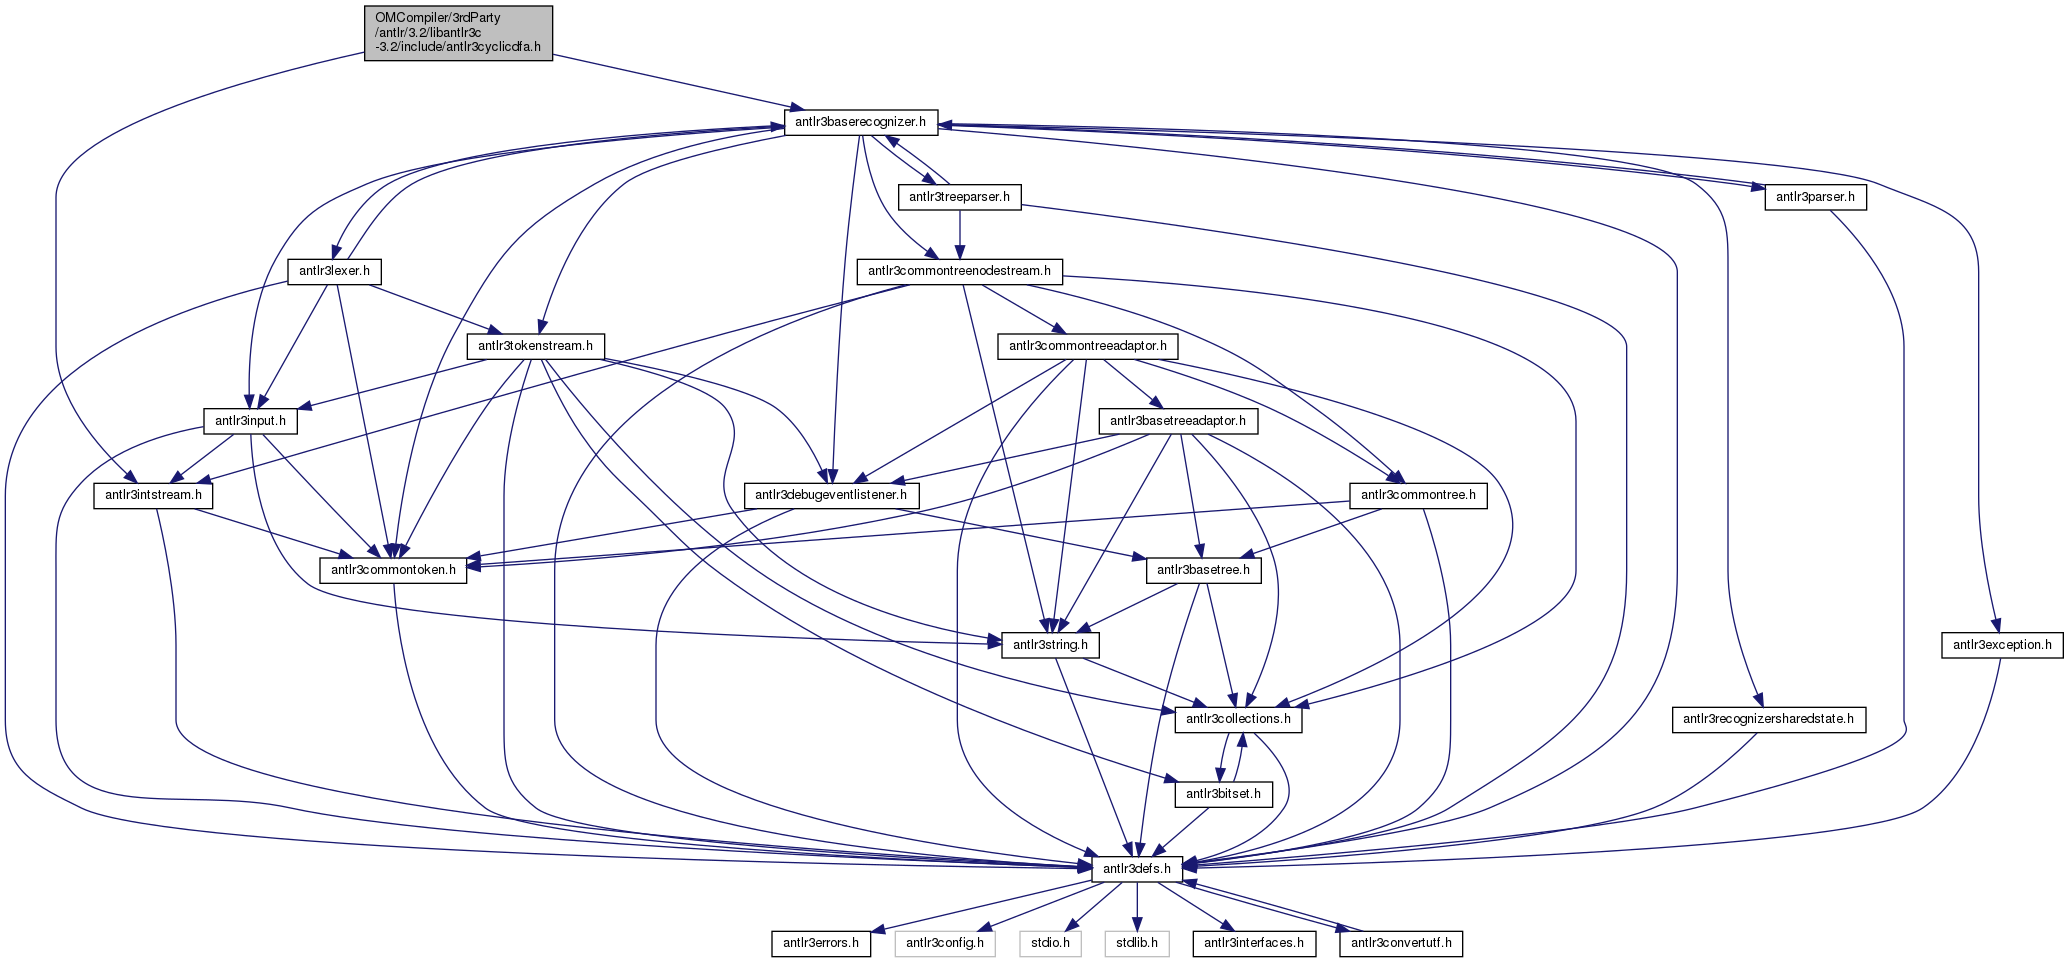 OMCompiler/3rdParty
/antlr/3.2/libantlr3c
-3.2/include/antlr3cyclicdfa.h
antlr3baserecognizer.h
antlr3treeparser.h
antlr3parser.h
antlr3lexer.h
antlr3commontreenodestream.h
antlr3tokenstream.h
antlr3commontreeadaptor.h
antlr3input.h
antlr3basetreeadaptor.h
antlr3intstream.h
antlr3debugeventlistener.h
antlr3commontree.h
antlr3commontoken.h
antlr3basetree.h
antlr3string.h
antlr3exception.h
antlr3collections.h
antlr3recognizersharedstate.h
antlr3bitset.h
antlr3defs.h
antlr3errors.h
antlr3config.h
stdio.h
stdlib.h
antlr3interfaces.h
antlr3convertutf.h